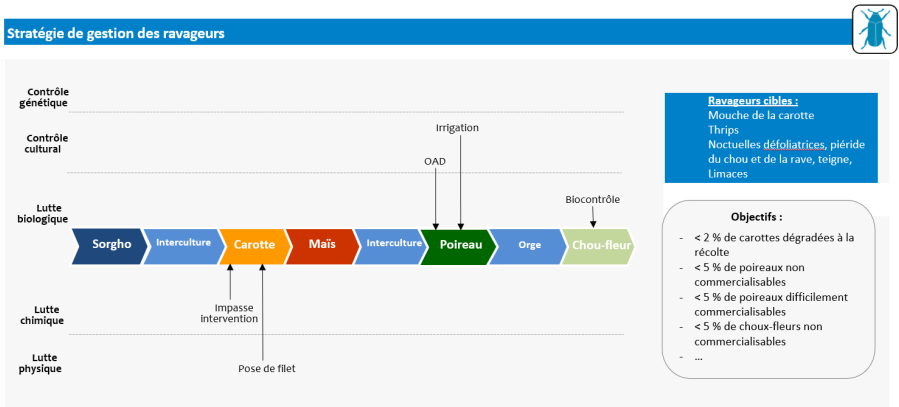 Stratégie de gestion des ravageurs
Contrôle
génétique
Contrôle
cultural
Irrigation
OAD
Lutte
biologique
Biocontrôle
Sorgho
Interculture
Carotte
Maïs
Interculture
Poireau
Orge
Chou-fleur
Lutte
chimique
Impasse
intervention
Lutte
physique
Pose de filet
Ravageurs cibles :
Mouche de la carotte
Thrips
Noctuelles défoliatrices, piéride
du chou et de la rave, teigne,
Limaces
Objectifs :
- < 2 % de carottes dégradées à la
récolte
- < 5 % de poireaux non
commercialisables
- < 5 % de poireaux difficilement
commercialisables
- < 5 % de choux-fleurs non
commercialisables
- ...